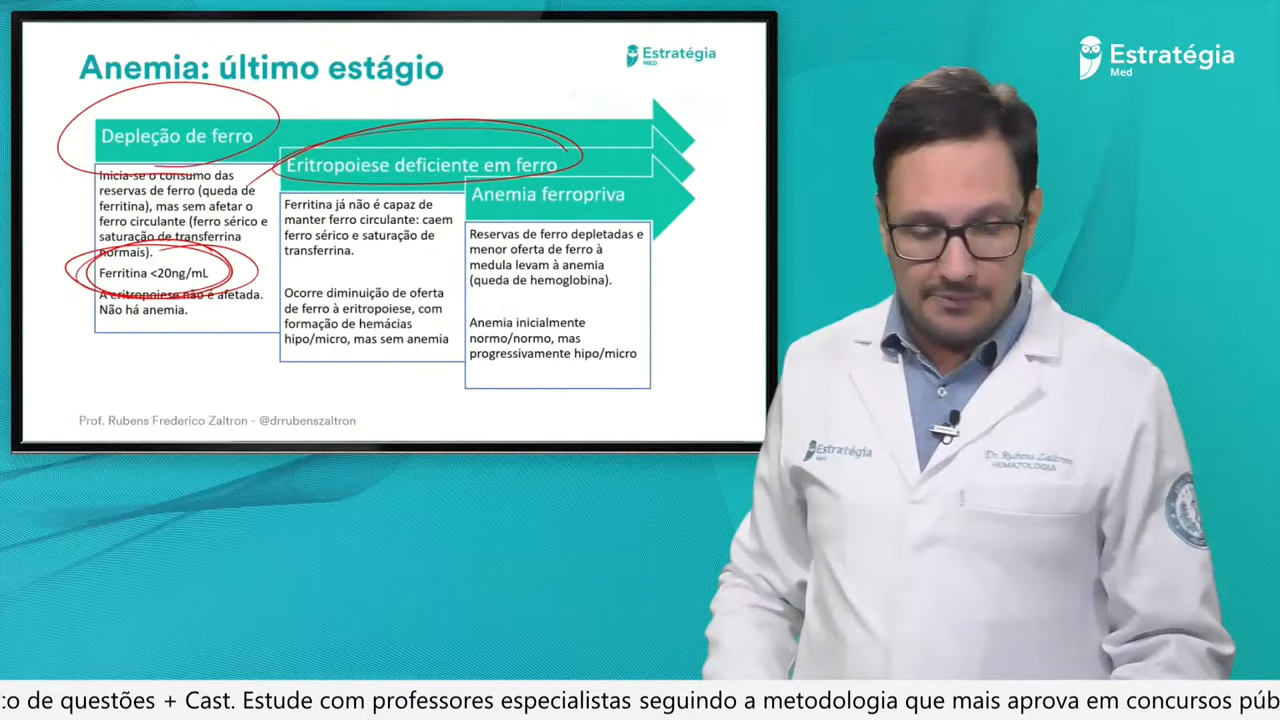 Anemia: último estágio
Estratégia
MED
Depleção de ferro
Inicia-se o consumo das
reservas de ferro (queda de
ferritina), mas sem afetar o
ferro circulante (ferro sérico e
saturação de transferrina
normais).
Ferritina <20ng/mL
A eritropoiese não é afetada.
Não há anemia.
Eritropoiese deficiente em ferro
Ferritina já não é capaz de
manter ferro circulante: caem
ferro sérico e saturação de
transferrina.
Ocorre diminuição de oferta
de ferro à eritropoiese, com
formação de hemácias
hipo/micro, mas sem anemia
Anemia ferropriva
Reservas de ferro depletadas e
menor oferta de ferro à
medula levam à anemia
(queda de hemoglobina).
Anemia inicialmente
normo/normo, mas
progressivamente hipo/micro
Prof. Rubens Frederico Zaltron - @drrubenszaltron
Estratégia
Med
Estratégia
Med
Dr. Rubens Zaltron
HEMATOLOGIA
co de questões + Cast. Estude com professores especialistas seguindo a metodologia que mais aprova em concursos púb